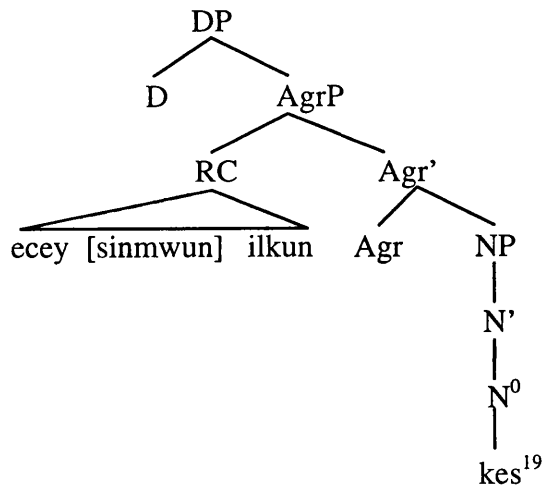 DP
D AgrP
RC Agr’
ecey [sinmwun] ilkun Agr NP
N’
N⁰
kes¹⁹